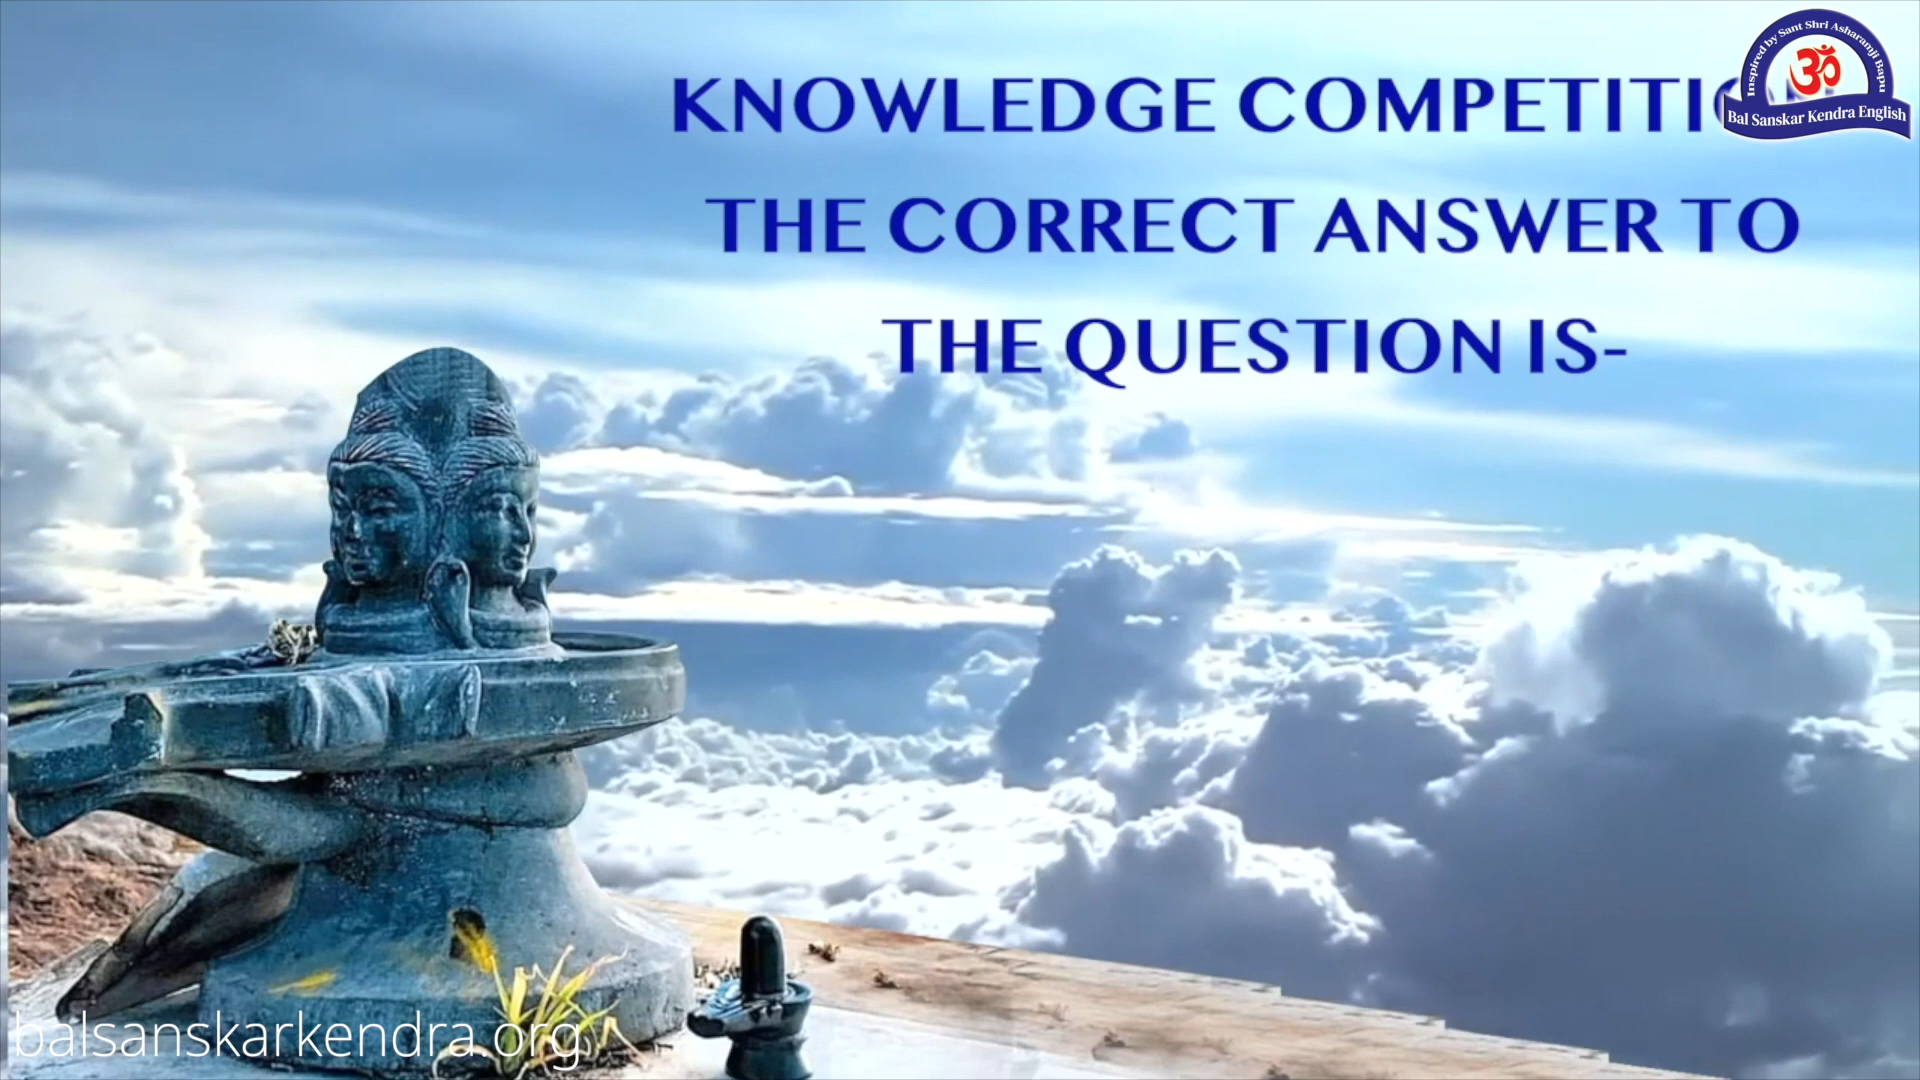 Inspired by Sant Shri Asharamji Bapu
ॐ
Bal Sanskar Kendra English
KNOWLEDGE COMPETITION
THE CORRECT ANSWER TO
THE QUESTION IS-
balsanskarkendra.org